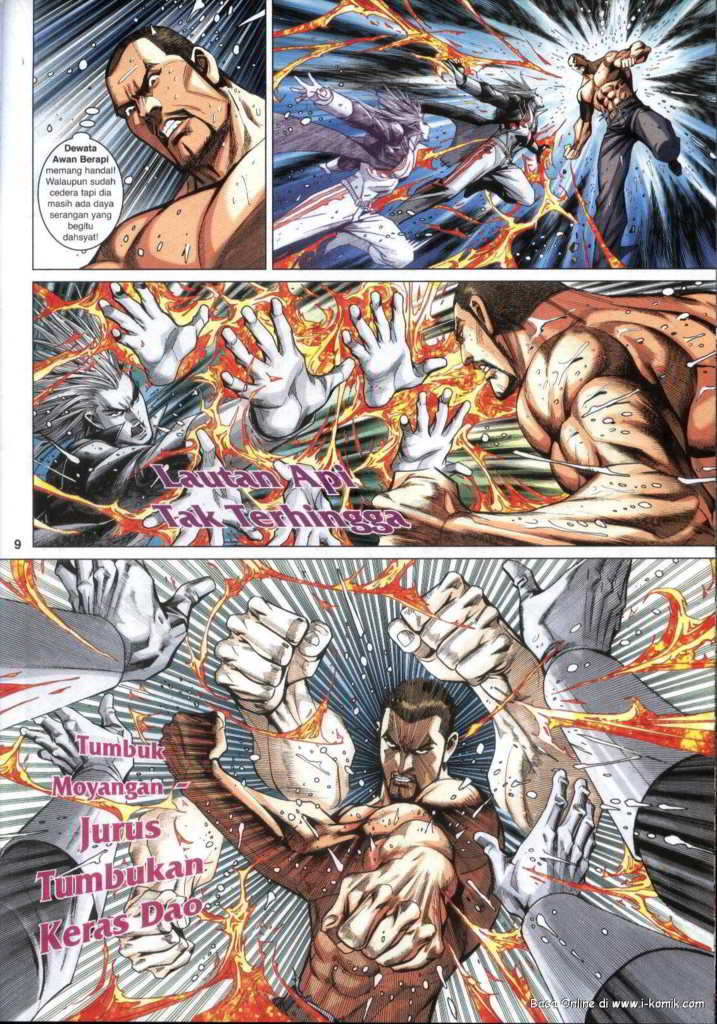 Dewata
Awan Berapi
memang handal!
Walaupun sudah
cedera tapi dia
masih ada daya
serangan yang
begitu
dahsyat!
Lautan Api
Tak Terhingga
9
Tumbuk
Moyangan -
Jurus
Tumbukan
Keras Dao
Baca Online di www.i-komik.com